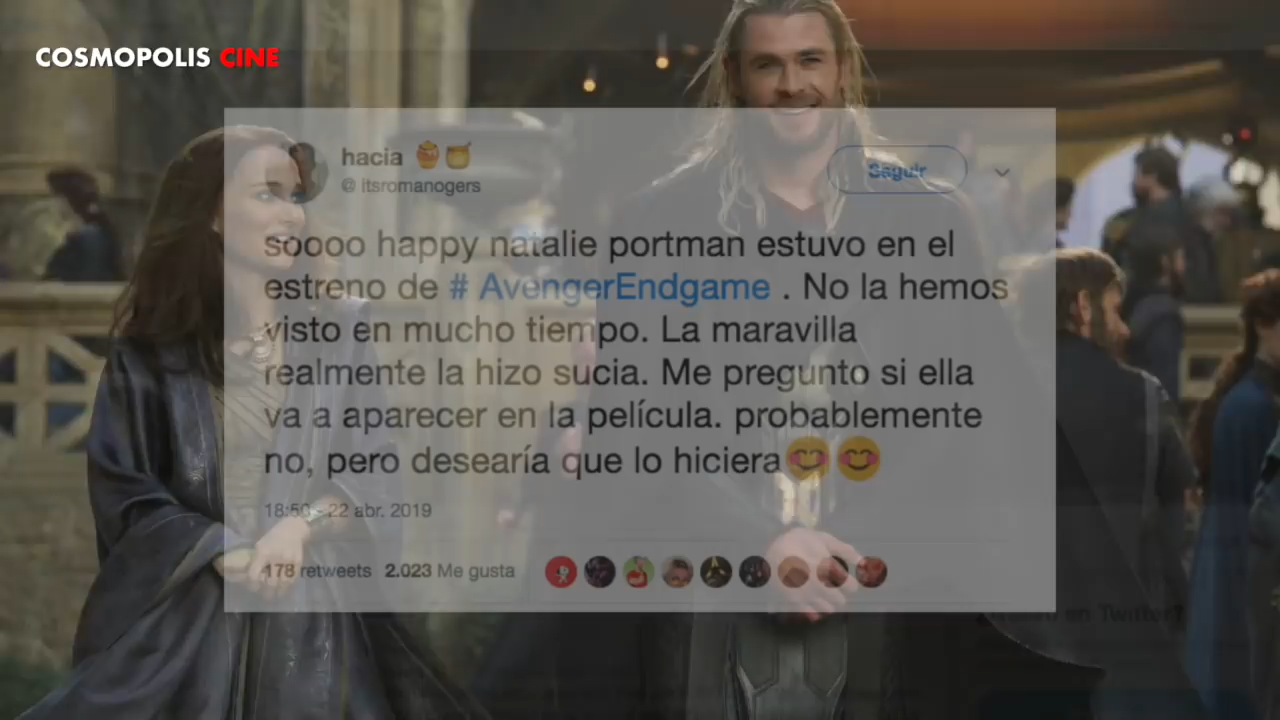 COSMOPOLIS CINE
hacia
@ itsromanogers
Seguir
soooo happy natalie portman estuvo en el
estreno de # AvengerEndgame . No la hemos
visto en mucho tiempo. La maravilla
realmente la hizo sucia. Me pregunto si ella
va a aparecer en la película. probablemente
no, pero desearía que lo hiciera
18:50 - 22 abr. 2019
178 retweets 2.023 Me gusta
en Twitter?